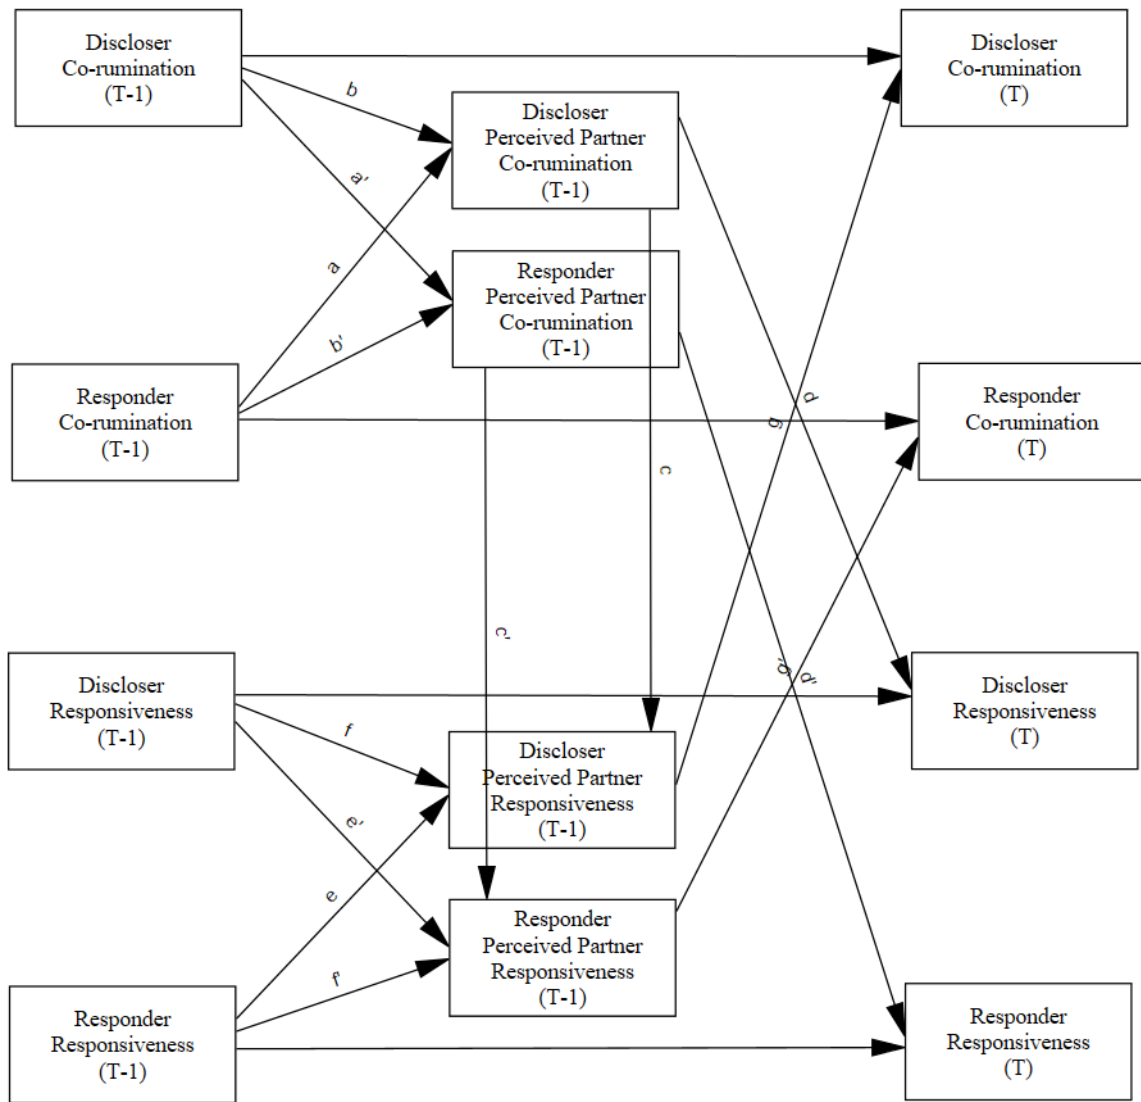 Discloser
Co-rumination
(T-1)
Discloser
Co-rumination
(T)
b
Discloser
Perceived Partner
Co-rumination
(T-1)
a'
a
Responder
Perceived Partner
Co-rumination
(T-1)
b'
Responder
Co-rumination
(T-1)
d
g
Responder
Co-rumination
(T)
c
c'
Discloser
Responsiveness
(T-1)
g'
d'
Discloser
Responsiveness
(T)
f
Discloser
Perceived Partner
Responsiveness
(T-1)
e'
e
Responder
Perceived Partner
Responsiveness
(T-1)
f'
Responder
Responsiveness
(T-1)
Responder
Responsiveness
(T)